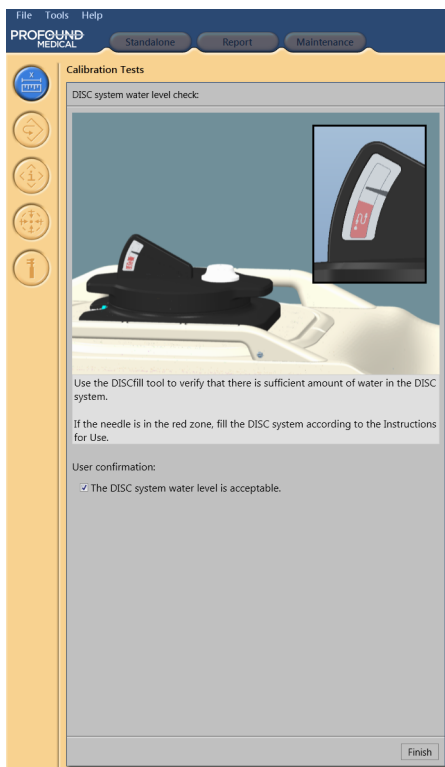 File Tools Help
PROFOUND
MEDICAL
Standalone Report Maintenance
Calibration Tests
DISC system water level check:
Use the DISCfill tool to verify that there is sufficient amount of water in the DISC
system.
If the needle is in the red zone, fill the DISC system according to the Instructions
for Use.
User confirmation:
The DISC system water level is acceptable.
Finish